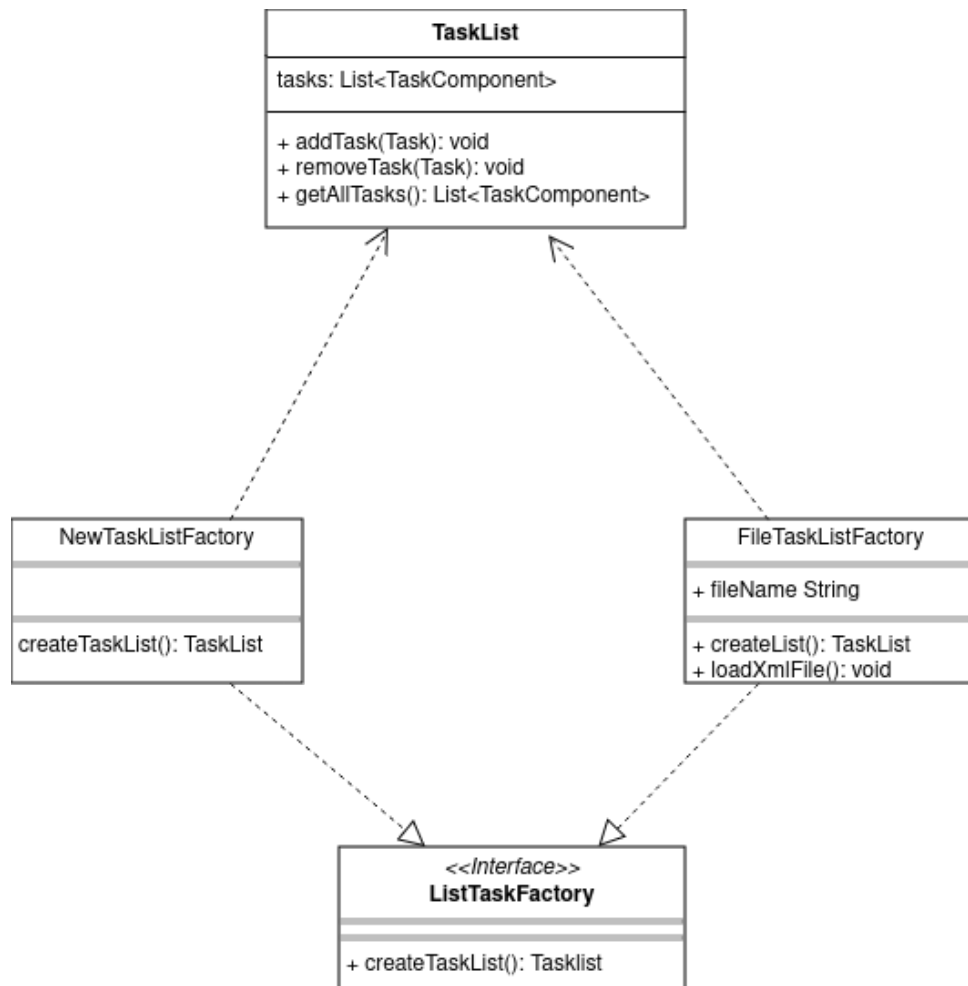 TaskList
tasks: List<TaskComponent>
+ addTask(Task): void
+ removeTask(Task): void
+ getAllTasks(): List<TaskComponent>
NewTaskListFactory
createTaskList(): TaskList
FileTaskListFactory
+ fileName String
+ createList(): TaskList
+ loadXmlFile(): void
<<Interface>>
ListTaskFactory
+ createTaskList(): Tasklist